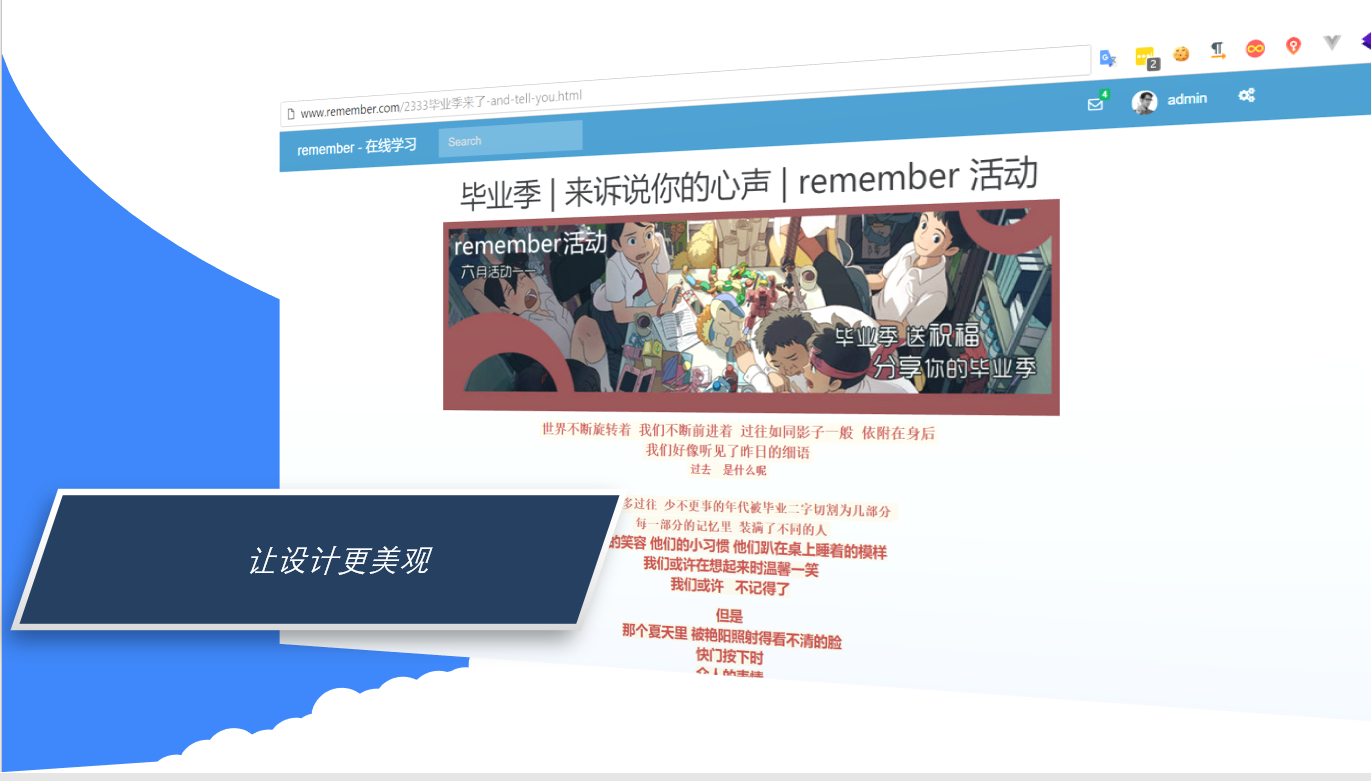 www.remember.com/2333毕业季来了-and-tell-you.html
2
remember - 在线学习
Search
4
admin
毕业季 | 来诉说你的心声 | remember 活动
remember活动
六月活动一一
毕业季 送祝福
分享你的毕业季
世界不断旋转着 我们不断前进着 过往如同影子一般 依附在身后
我们好像听见了昨日的细语
过去 是什么呢
多过往 少不更事的年代被毕业二字切割为几部分
每一部分的记忆里 装满了不同的人
的笑容 他们的小习惯 他们趴在桌上睡着的模样
我们或许在想起来时温馨一笑
我们或许 不记得了
但是
那个夏天里 被艳阳照射得看不清的脸
快门按下时
让设计更美观